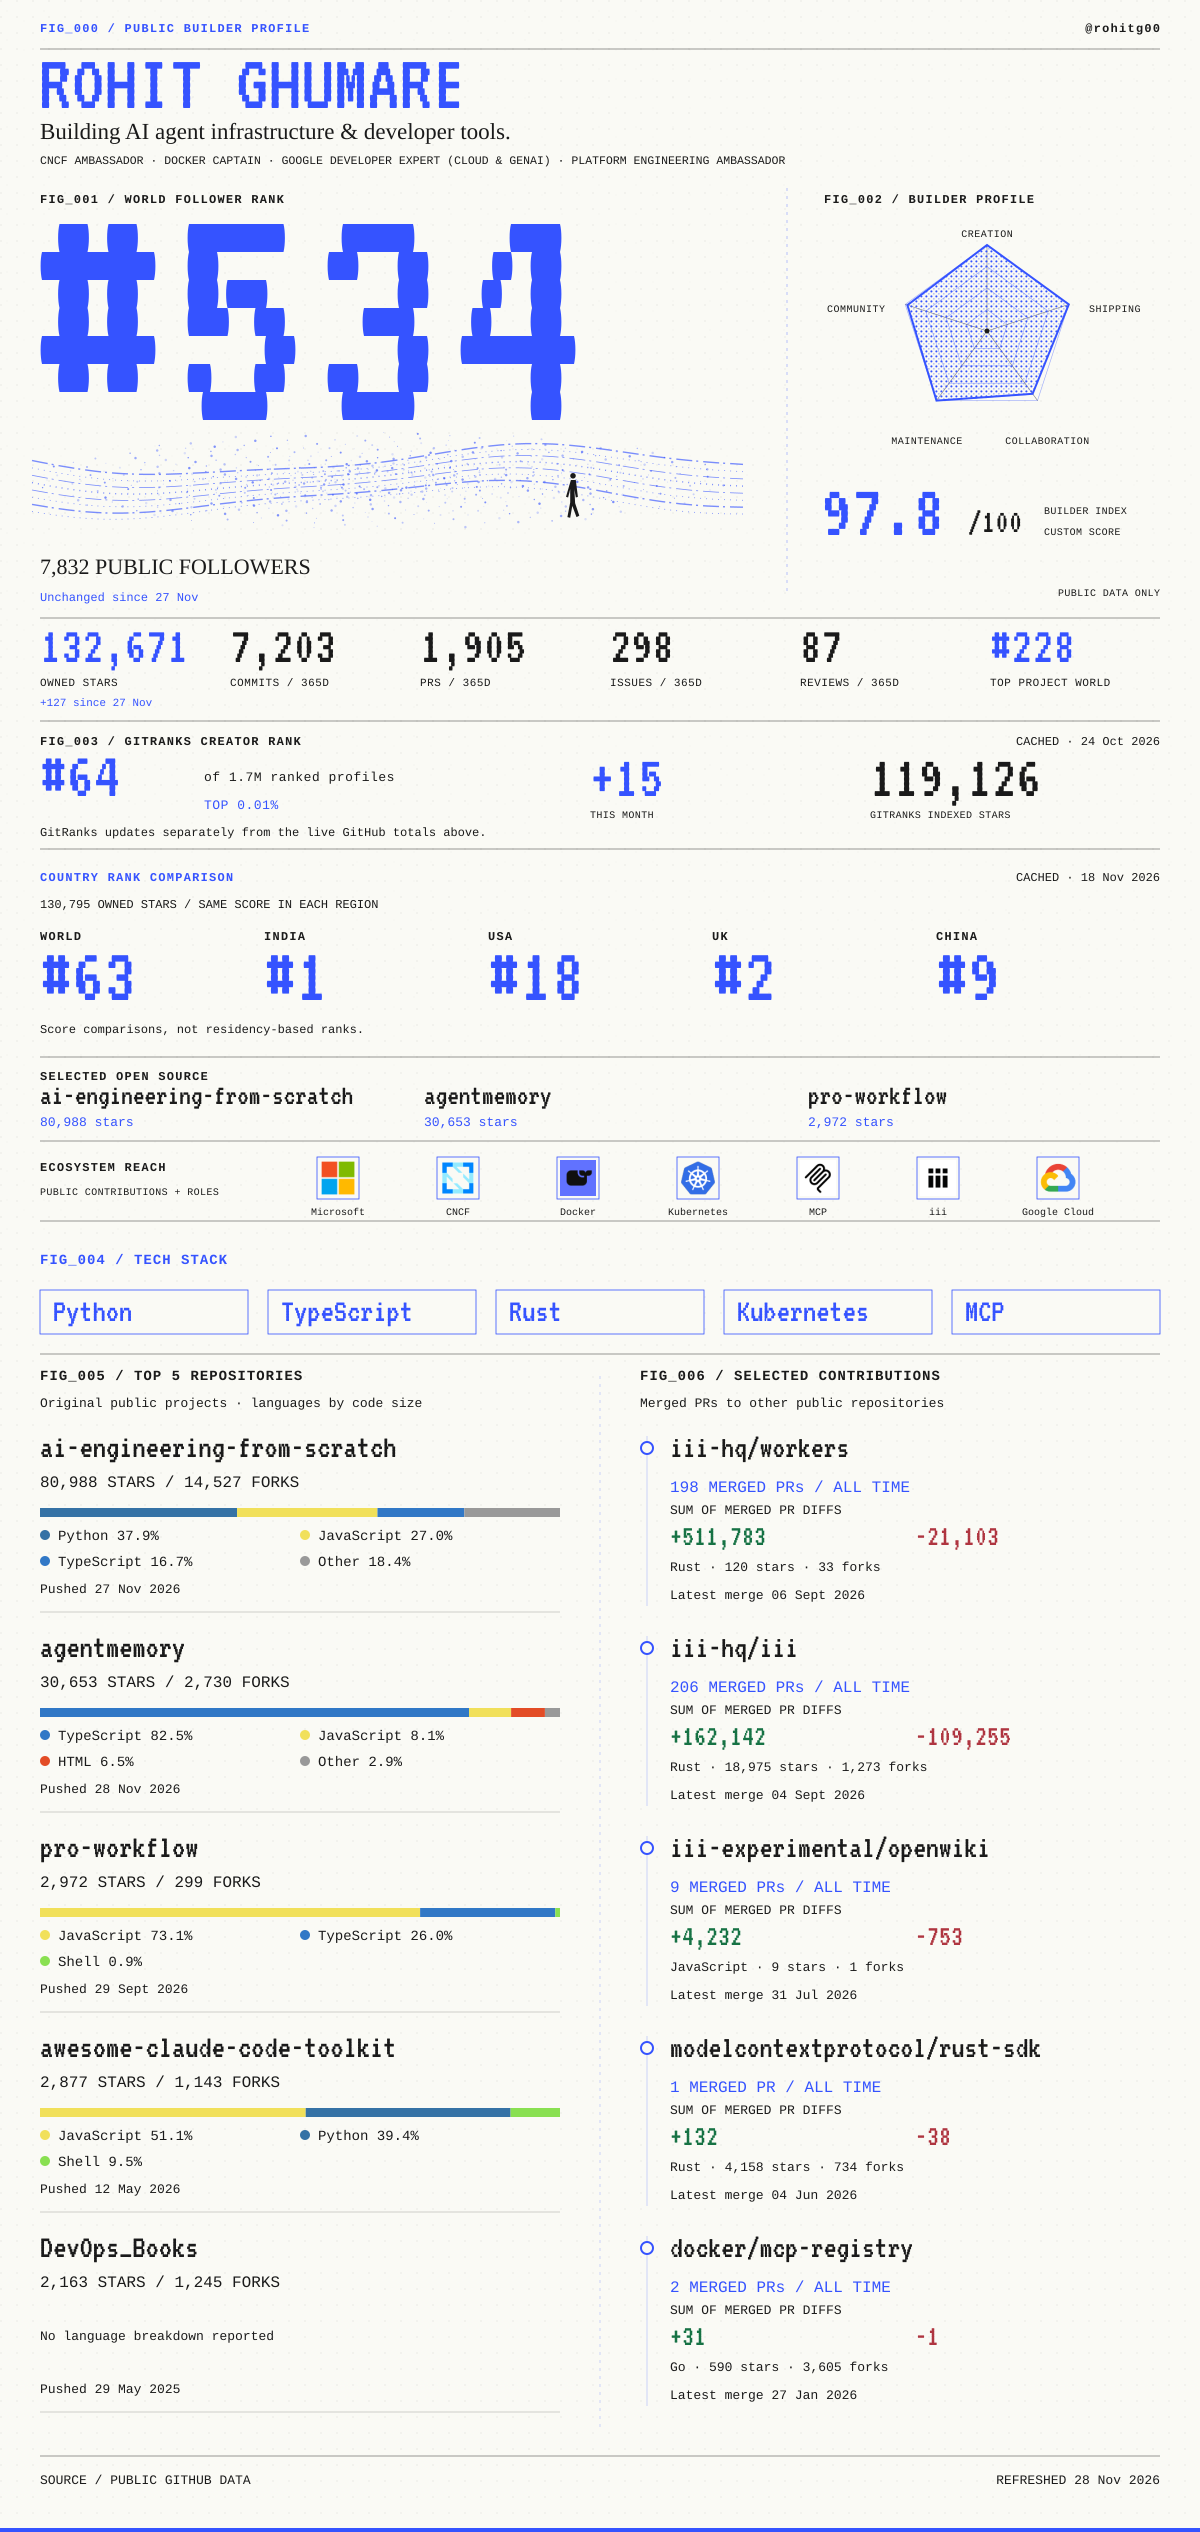 FIG_000 / PUBLIC BUILDER PROFILE
@rohitg00
ROHIT GHUMARE
Building AI agent infrastructure & developer tools.
CNCF AMBASSADOR · DOCKER CAPTAIN · GOOGLE DEVELOPER EXPERT (CLOUD & GENAI) · PLATFORM ENGINEERING AMBASSADOR
FIG_001 / WORLD FOLLOWER RANK
#534
7,832 PUBLIC FOLLOWERS
Unchanged since 27 Nov
FIG_002 / BUILDER PROFILE
CREATION
COMMUNITY
SHIPPING
MAINTENANCE
COLLABORATION
97.8 /100
BUILDER INDEX
CUSTOM SCORE
PUBLIC DATA ONLY
132,671
OWNED STARS
+127 since 27 Nov
7,203
COMMITS / 365D
1,905
PRS / 365D
298
ISSUES / 365D
87
REVIEWS / 365D
#228
TOP PROJECT WORLD
FIG_003 / GITRANKS CREATOR RANK
CACHED · 24 Oct 2026
#64
of 1.7M ranked profiles
TOP 0.01%
+15
THIS MONTH
119,126
GITRANKS INDEXED STARS
GitRanks updates separately from the live GitHub totals above.
COUNTRY RANK COMPARISON
CACHED · 18 Nov 2026
130,795 OWNED STARS / SAME SCORE IN EACH REGION
WORLD
#63
INDIA
#1
USA
#18
UK
#2
CHINA
#9
Score comparisons, not residency-based ranks.
SELECTED OPEN SOURCE
ai-engineering-from-scratch
80,988 stars
agentmemory
30,653 stars
pro-workflow
2,972 stars
ECOSYSTEM REACH
PUBLIC CONTRIBUTIONS + ROLES
Microsoft
CNCF
Docker
Kubernetes
MCP
iii
Google Cloud
FIG_004 / TECH STACK
Python
TypeScript
Rust
Kubernetes
MCP
FIG_005 / TOP 5 REPOSITORIES
Original public projects · languages by code size
ai-engineering-from-scratch
80,988 STARS / 14,527 FORKS
Python 37.9%
JavaScript 27.0%
TypeScript 16.7%
Other 18.4%
Pushed 27 Nov 2026
agentmemory
30,653 STARS / 2,730 FORKS
TypeScript 82.5%
JavaScript 8.1%
HTML 6.5%
Other 2.9%
Pushed 28 Nov 2026
pro-workflow
2,972 STARS / 299 FORKS
JavaScript 73.1%
TypeScript 26.0%
Shell 0.9%
Pushed 29 Sept 2026
awesome-claude-code-toolkit
2,877 STARS / 1,143 FORKS
JavaScript 51.1%
Python 39.4%
Shell 9.5%
Pushed 12 May 2026
DevOps_Books
2,163 STARS / 1,245 FORKS
No language breakdown reported
Pushed 29 May 2025
FIG_006 / SELECTED CONTRIBUTIONS
Merged PRs to other public repositories
iii-hq/workers
198 MERGED PRs / ALL TIME
SUM OF MERGED PR DIFFS
+511,783 -21,103
Rust · 120 stars · 33 forks
Latest merge 06 Sept 2026
iii-hq/iii
206 MERGED PRs / ALL TIME
SUM OF MERGED PR DIFFS
+162,142 -109,255
Rust · 18,975 stars · 1,273 forks
Latest merge 04 Sept 2026
iii-experimental/openwiki
9 MERGED PRs / ALL TIME
SUM OF MERGED PR DIFFS
+4,232 -753
JavaScript · 9 stars · 1 forks
Latest merge 31 Jul 2026
modelcontextprotocol/rust-sdk
1 MERGED PR / ALL TIME
SUM OF MERGED PR DIFFS
+132 -38
Rust · 4,158 stars · 734 forks
Latest merge 04 Jun 2026
docker/mcp-registry
2 MERGED PRs / ALL TIME
SUM OF MERGED PR DIFFS
+31 -1
Go · 590 stars · 3,605 forks
Latest merge 27 Jan 2026
SOURCE / PUBLIC GITHUB DATA
REFRESHED 28 Nov 2026